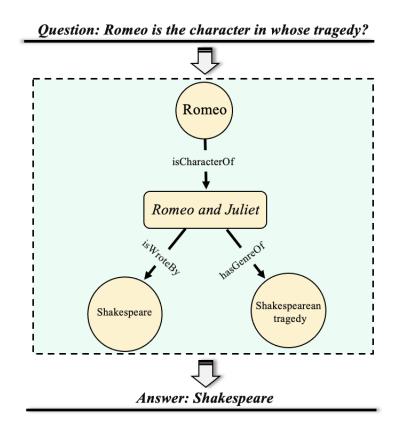 Question: Romeo is the character in whose tragedy?
Romeo
isCharacterOf
Romeo and Juliet
isWroteBy
hasGenreOf
Shakespeare
Shakespearean
tragedy
Answer: Shakespeare